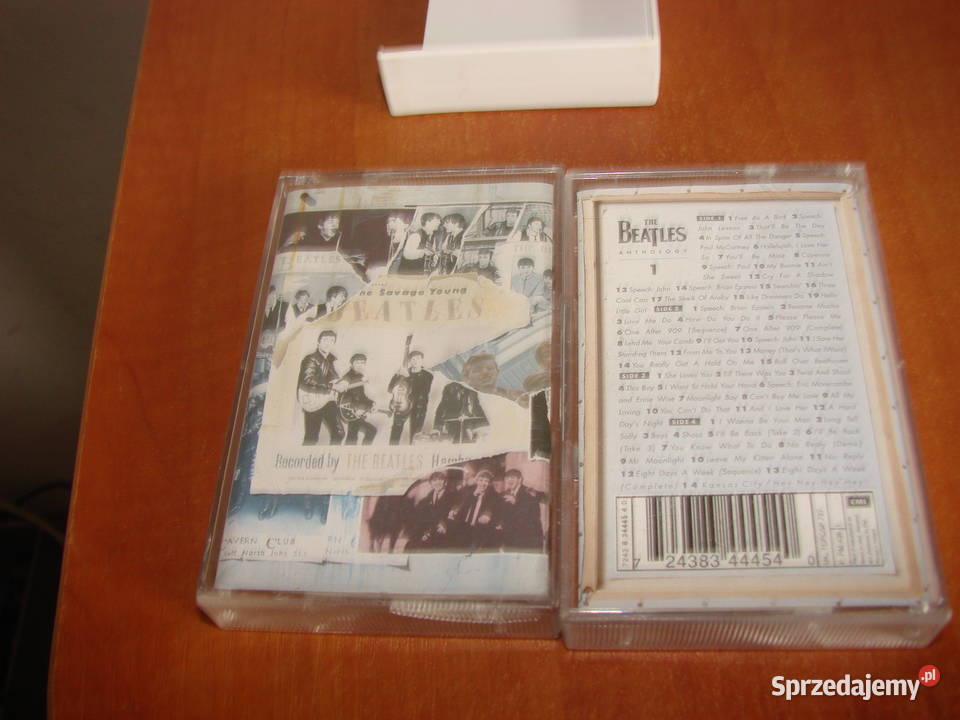 BEATLES
The Savage Young
BEATLES
Recorded by THE BEATLES
AVERN CLUB
North John St.
THE
BEATLES
ANTHOLOGY
1
SIDE 1 1 Free As A Bird 2 Speech:
John Lennon 3 That'll Be The Day
4 In Spite Of All The Danger 5 Speech:
Paul McCartney 6 Hallelujah, I Love Her
So 7 You'll Be Mine 8 Cayenne
9 Speech: Paul 10 My Bonnie 11 Ain't
She Sweet 12 Cry For A Shadow
13 Speech: John 14 Speech: Brian Epstein 15 Searchin' 16 Three
Cool Cats 17 The Sheik Of Araby 18 Like Dreamers Do 19 Hello
Little Girl SIDE 2 1 Speech: Brian Epstein 2 Besame Mucho
3 Love Me Do 4 How Do You Do It 5 Please Please Me
6 One After 909 (Sequence) 7 One After 909 (Complete)
8 Lend Me Your Comb 9 I'll Get You 10 Speech: John 11 I Saw Her
Standing There 12 From Me To You 13 Money (That's What I Want)
14 You Really Got A Hold On Me 15 Roll Over Beethoven
SIDE 3 1 She Loves You 2 Till There Was You 3 Twist And Shout
4 This Boy 5 I Want To Hold Your Hand 6 Speech: Eric Morecambe
and Ernie Wise 7 Moonlight Bay 8 Can't Buy Me Love 9 All My
Loving 10 You Can't Do That 11 And I Love Her 12 A Hard
Day's Night SIDE 4 1 I Wanna Be Your Man 2 Long Tall
Sally 3 Boys 4 Shout 5 I'll Be Back (Take 2) 6 I'll Be Back
(Take 3) 7 You Know What To Do 8 No Reply (Demo)
9 Mr Moonlight 10 Leave My Kitten Alone 11 No Reply
12 Eight Days A Week (Sequence) 13 Eight Days A Week
(Complete) 14 Kansas City / Hey Hey Hey Hey!
7243 8 34445 4 0
EMI
7 24383 44454 0
Sprzedajemy.pl